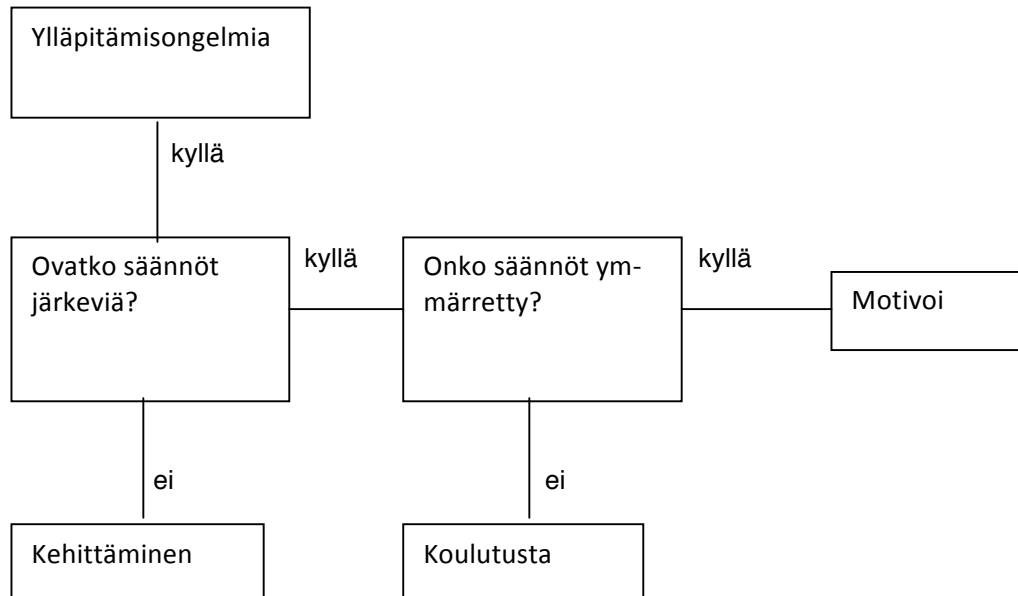 Ylläpitämisongelmia
kyllä
Ovatko säännöt
järkeviä?
kyllä
Onko säännöt ym-
märretty?
kyllä
Motivoi
ei
ei
Kehittäminen
Koulutusta